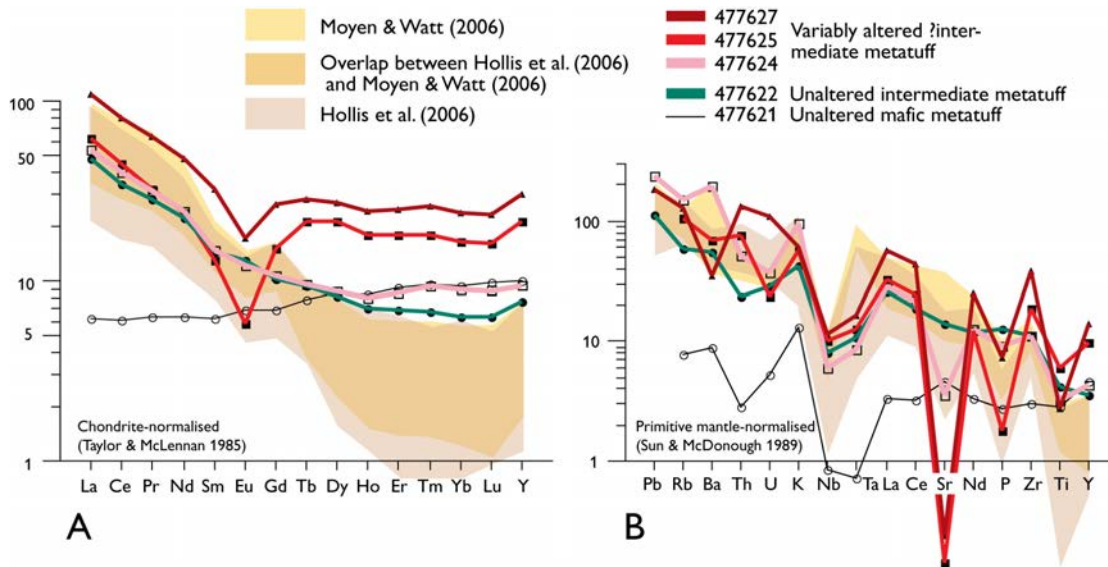 Moyen & Watt (2006)
Overlap between Hollis et al. (2006)
and Moyen & Watt (2006)
Hollis et al. (2006)
477627
477625
477624
Variably altered ?inter-
mediate metatuff
477622 Unaltered intermediate metatuff
477621 Unaltered mafic metatuff
100
50
10
5
1
Chondrite-normalised
(Taylor & McLennan 1985)
La Ce Pr Nd Sm Eu Gd Tb Dy Ho Er Tm Yb Lu Y
A
100
10
1
Primitive mantle-normalised
(Sun & McDonough 1989)
Pb Rb Ba Th U K Nb Ta La Ce Sr Nd P Zr Ti Y
B